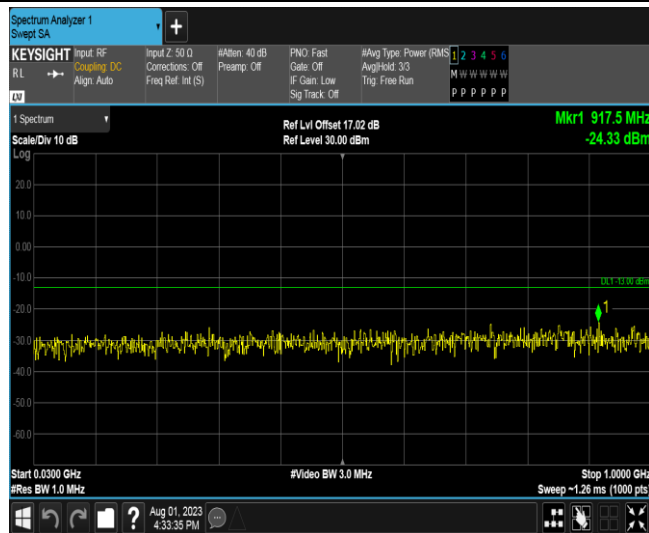 Spectrum Analyzer 1
Swept SA
+
KEYSIGHT Input: RF Input Z: 50 Ω #Atten: 40 dB PNO: Fast #Avg Type: Power (RMS 1 2 3 4 5 6
RL Coupling: DC Corrections: Off Preamp: Off Gate: Off Avg|Hold: 3/3 M W W W W W
Align: Auto Freq Ref: Int (S) IF Gain: Low Trig: Free Run
Sig Track: Off P P P P P P
1 Spectrum Ref Lvl Offset 17.02 dB Mkr1 917.5 MHz
Scale/Div 10 dB Ref Level 30.00 dBm -24.33 dBm
Log
20.0
10.0
0.00
-10.0
DL1 -13.00 dBm
-20.0
1
-30.0
-40.0
-50.0
-60.0
Start 0.0300 GHz #Video BW 3.0 MHz Stop 1.0000 GHz
#Res BW 1.0 MHz Sweep ~1.26 ms (1000 pts)
? Aug 01, 2023
4:33:35 PM